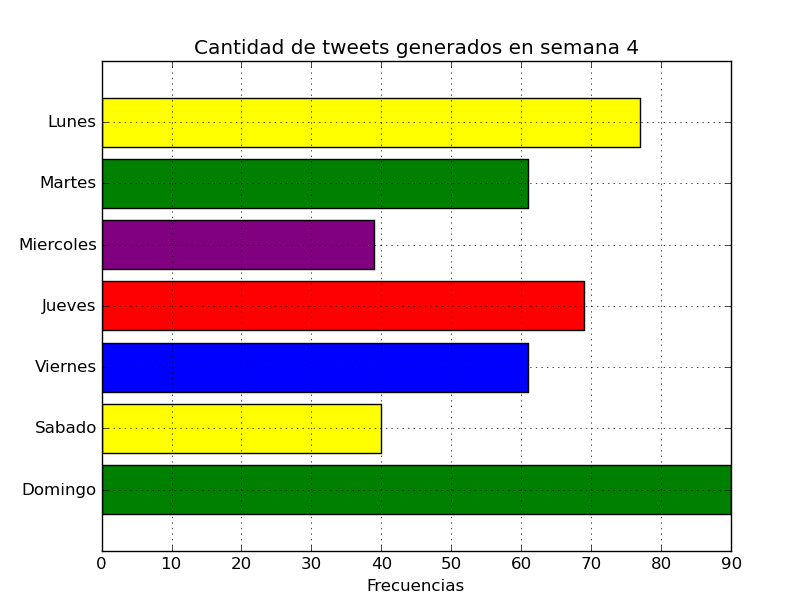 Cantidad de tweets generados en semana 4
Lunes
Martes
Miercoles
Jueves
Viernes
Sabado
Domingo
0 10 20 30 40 50 60 70 80 90
Frecuencias